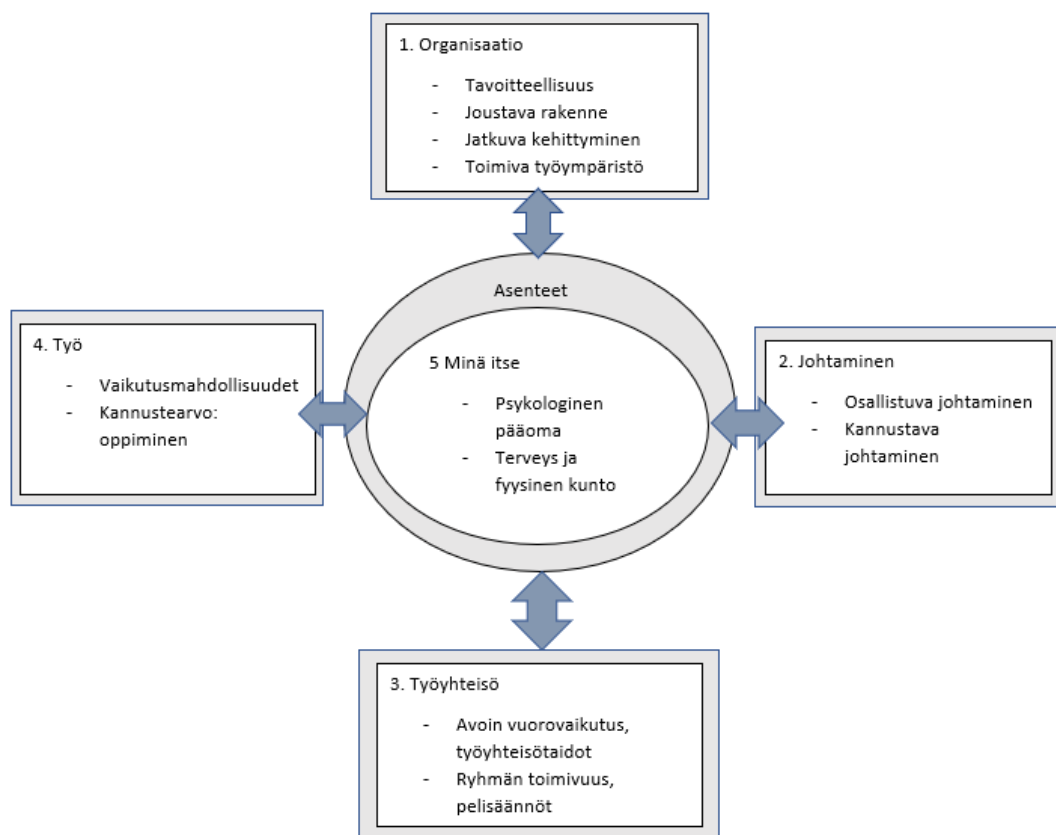 1. Organisaatio
- Tavoitteellisuus
- Joustava rakenne
- Jatkuva kehittyminen
- Toimiva työympäristö
Asenteet
4. Työ
- Vaikutusmahdollisuudet
- Kannustearvo:
oppiminen
5 Minä itse
- Psykologinen
pääoma
- Terveys ja
fyysinen kunto
2. Johtaminen
- Osallistuva johtaminen
- Kannustava
johtaminen
3. Työyhteisö
- Avoin vuorovaikutus,
työyhteisötaidot
- Ryhmän toimivuus,
pelisäännöt